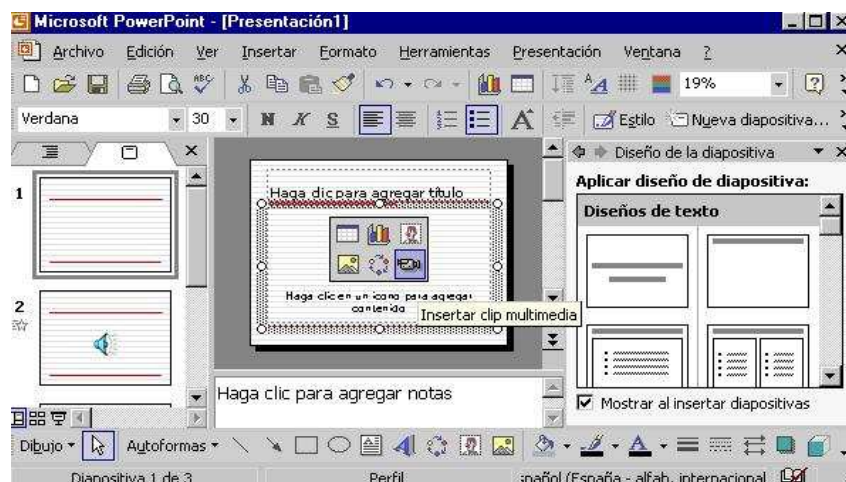 Microsoft PowerPoint - [Presentación1]
Archivo Edición Ver Insertar Formato Herramientas Presentación Ventana ?
ABC A 19%
Verdana 30 N K S A Estilo Nueva diapositiva...
Diseño de la diapositiva
Aplicar diseño de diapositiva:
Diseños de texto
1
2
Haga clic para agregar título
Haga clic en un icono para agregar
contenido
Insertar clip multimedia
Haga clic para agregar notas
Mostrar al insertar diapositivas
Dibujo Autoformas A A
Diapositiva 1 de 3 Perfil spañol (España - alfab. internacional